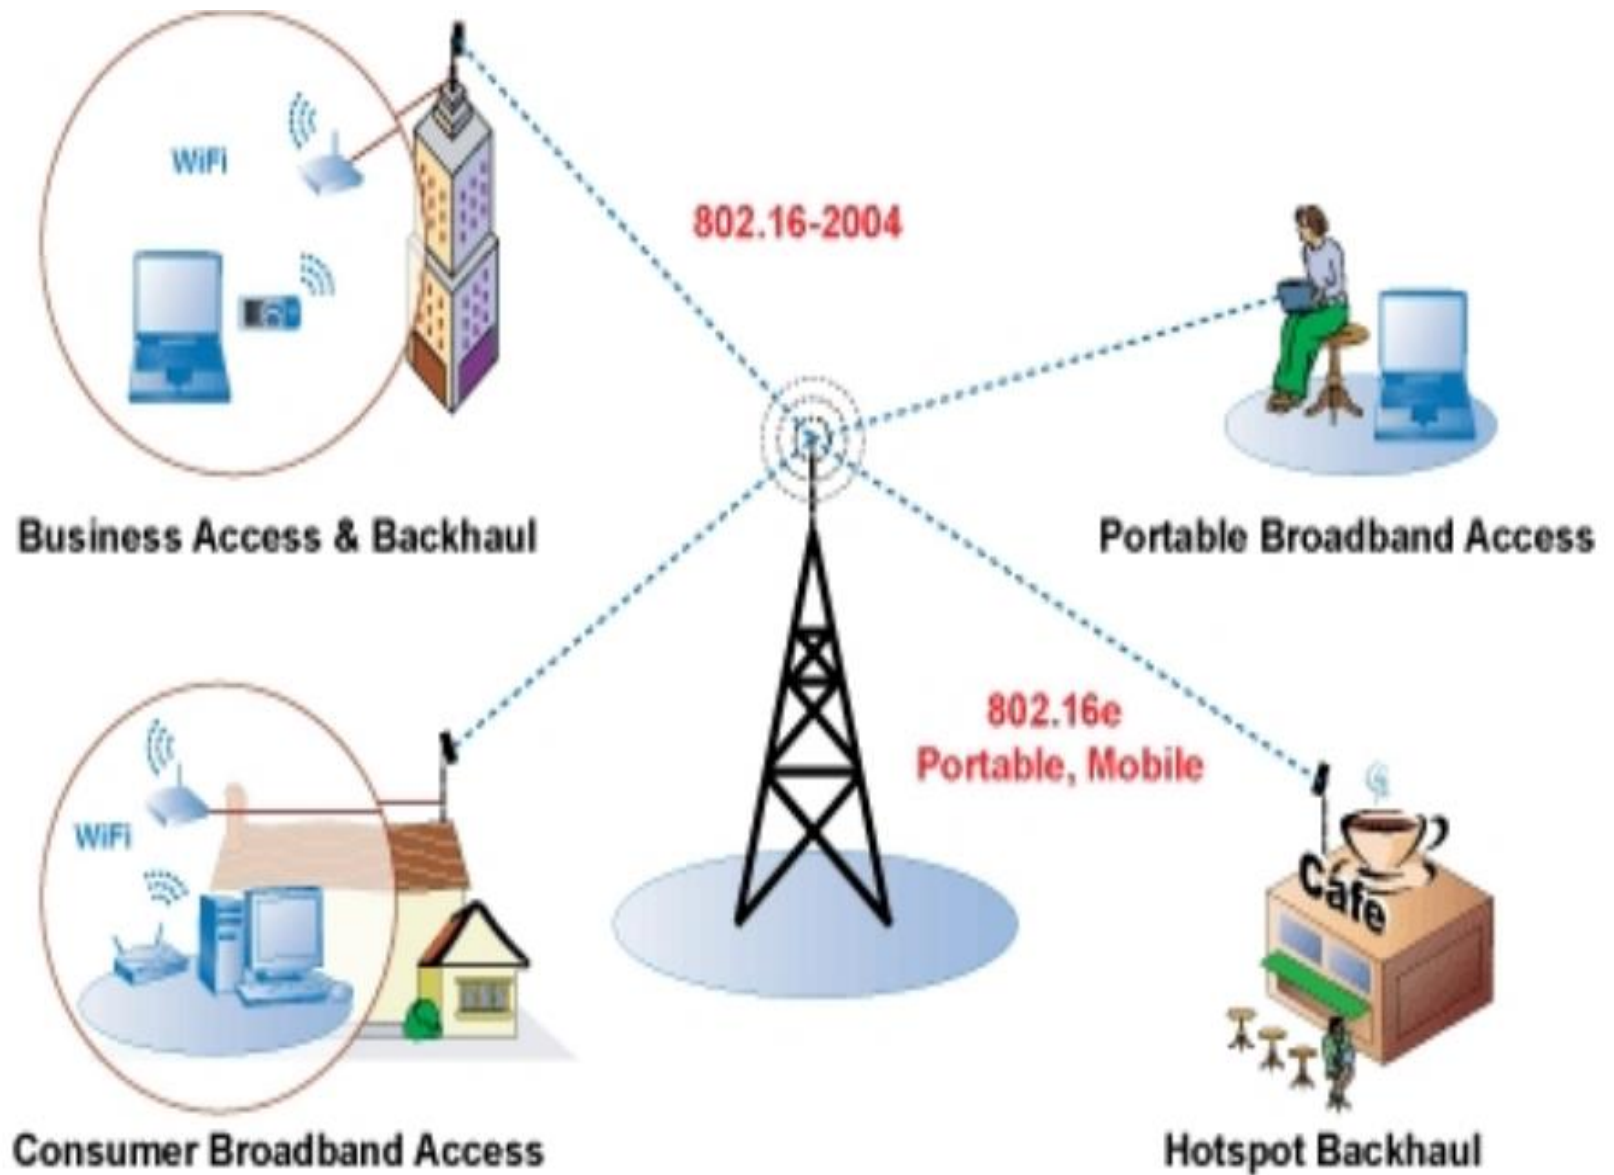 WiFi
802.16-2004
Business Access & Backhaul
Portable Broadband Access
802.16e
Portable, Mobile
WiFi
Cafe
Consumer Broadband Access
Hotspot Backhaul